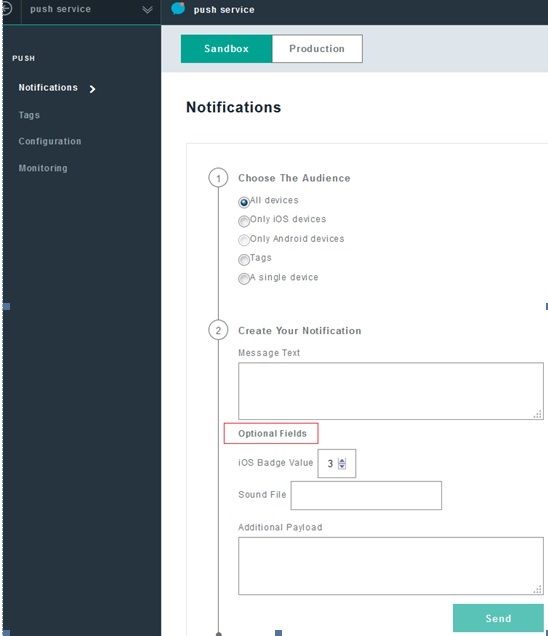 push service
push service
Sandbox
Production
PUSH
Notifications
Tags
Configuration
Monitoring
Notifications
1 Choose The Audience
All devices
Only iOS devices
Only Android devices
Tags
A single device
2 Create Your Notification
Message Text
Optional Fields
iOS Badge Value 3
Sound File
Additional Payload
Send